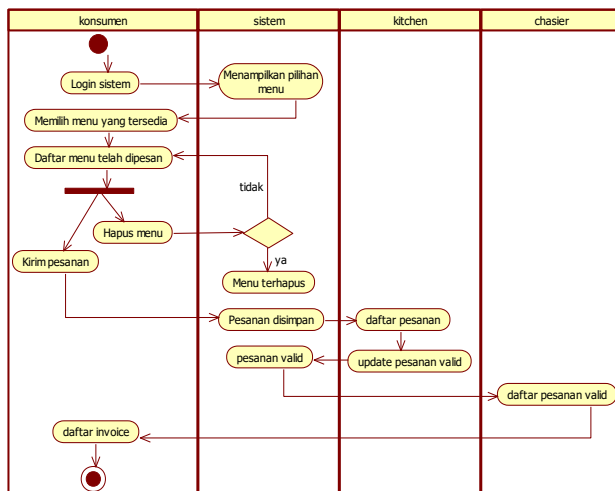 konsumen
sistem
kitchen
chasier
Login sistem
Menampilkan pilihan
menu
Memilih menu yang tersedia
Daftar menu telah dipesan
tidak
Hapus menu
Kirim pesanan
ya
Menu terhapus
Pesanan disimpan
daftar pesanan
pesanan valid
update pesanan valid
daftar pesanan valid
daftar invoice